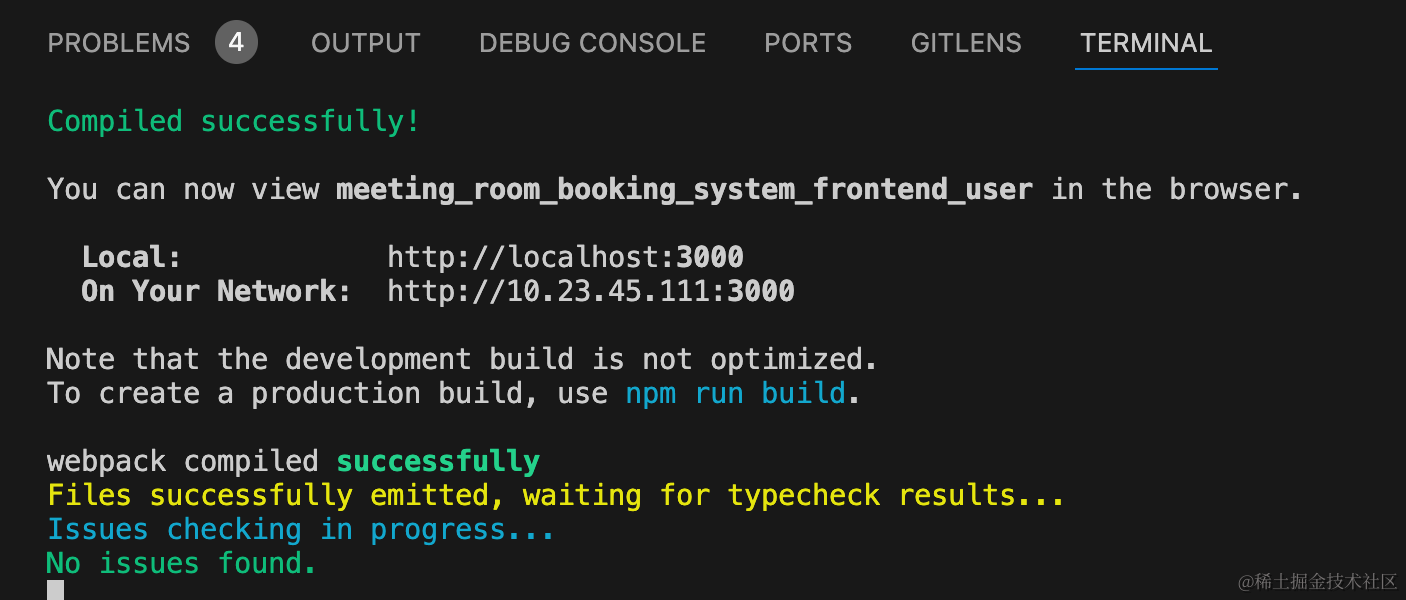 PROBLEMS 4 OUTPUT DEBUG CONSOLE PORTS GITLENS TERMINAL
Compiled successfully!
You can now view meeting_room_booking_system_frontend_user in the browser.
Local: http://localhost:3000
On Your Network: http://10.23.45.111:3000
Note that the development build is not optimized.
To create a production build, use npm run build.
webpack compiled successfully
Files successfully emitted, waiting for typecheck results...
Issues checking in progress...
No issues found.
@稀土掘金技术社区